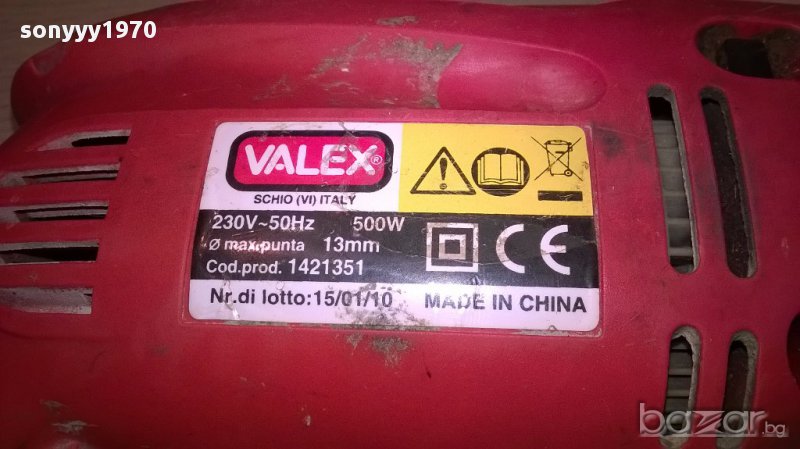 sonyyy1970
VALEX®
SCHIO (VI) ITALY
230V~50Hz 500W
Ø max.punta 13mm
Cod.prod. 1421351
CE
Nr.di lotto:15/01/10 MADE IN CHINA
bazar.bg